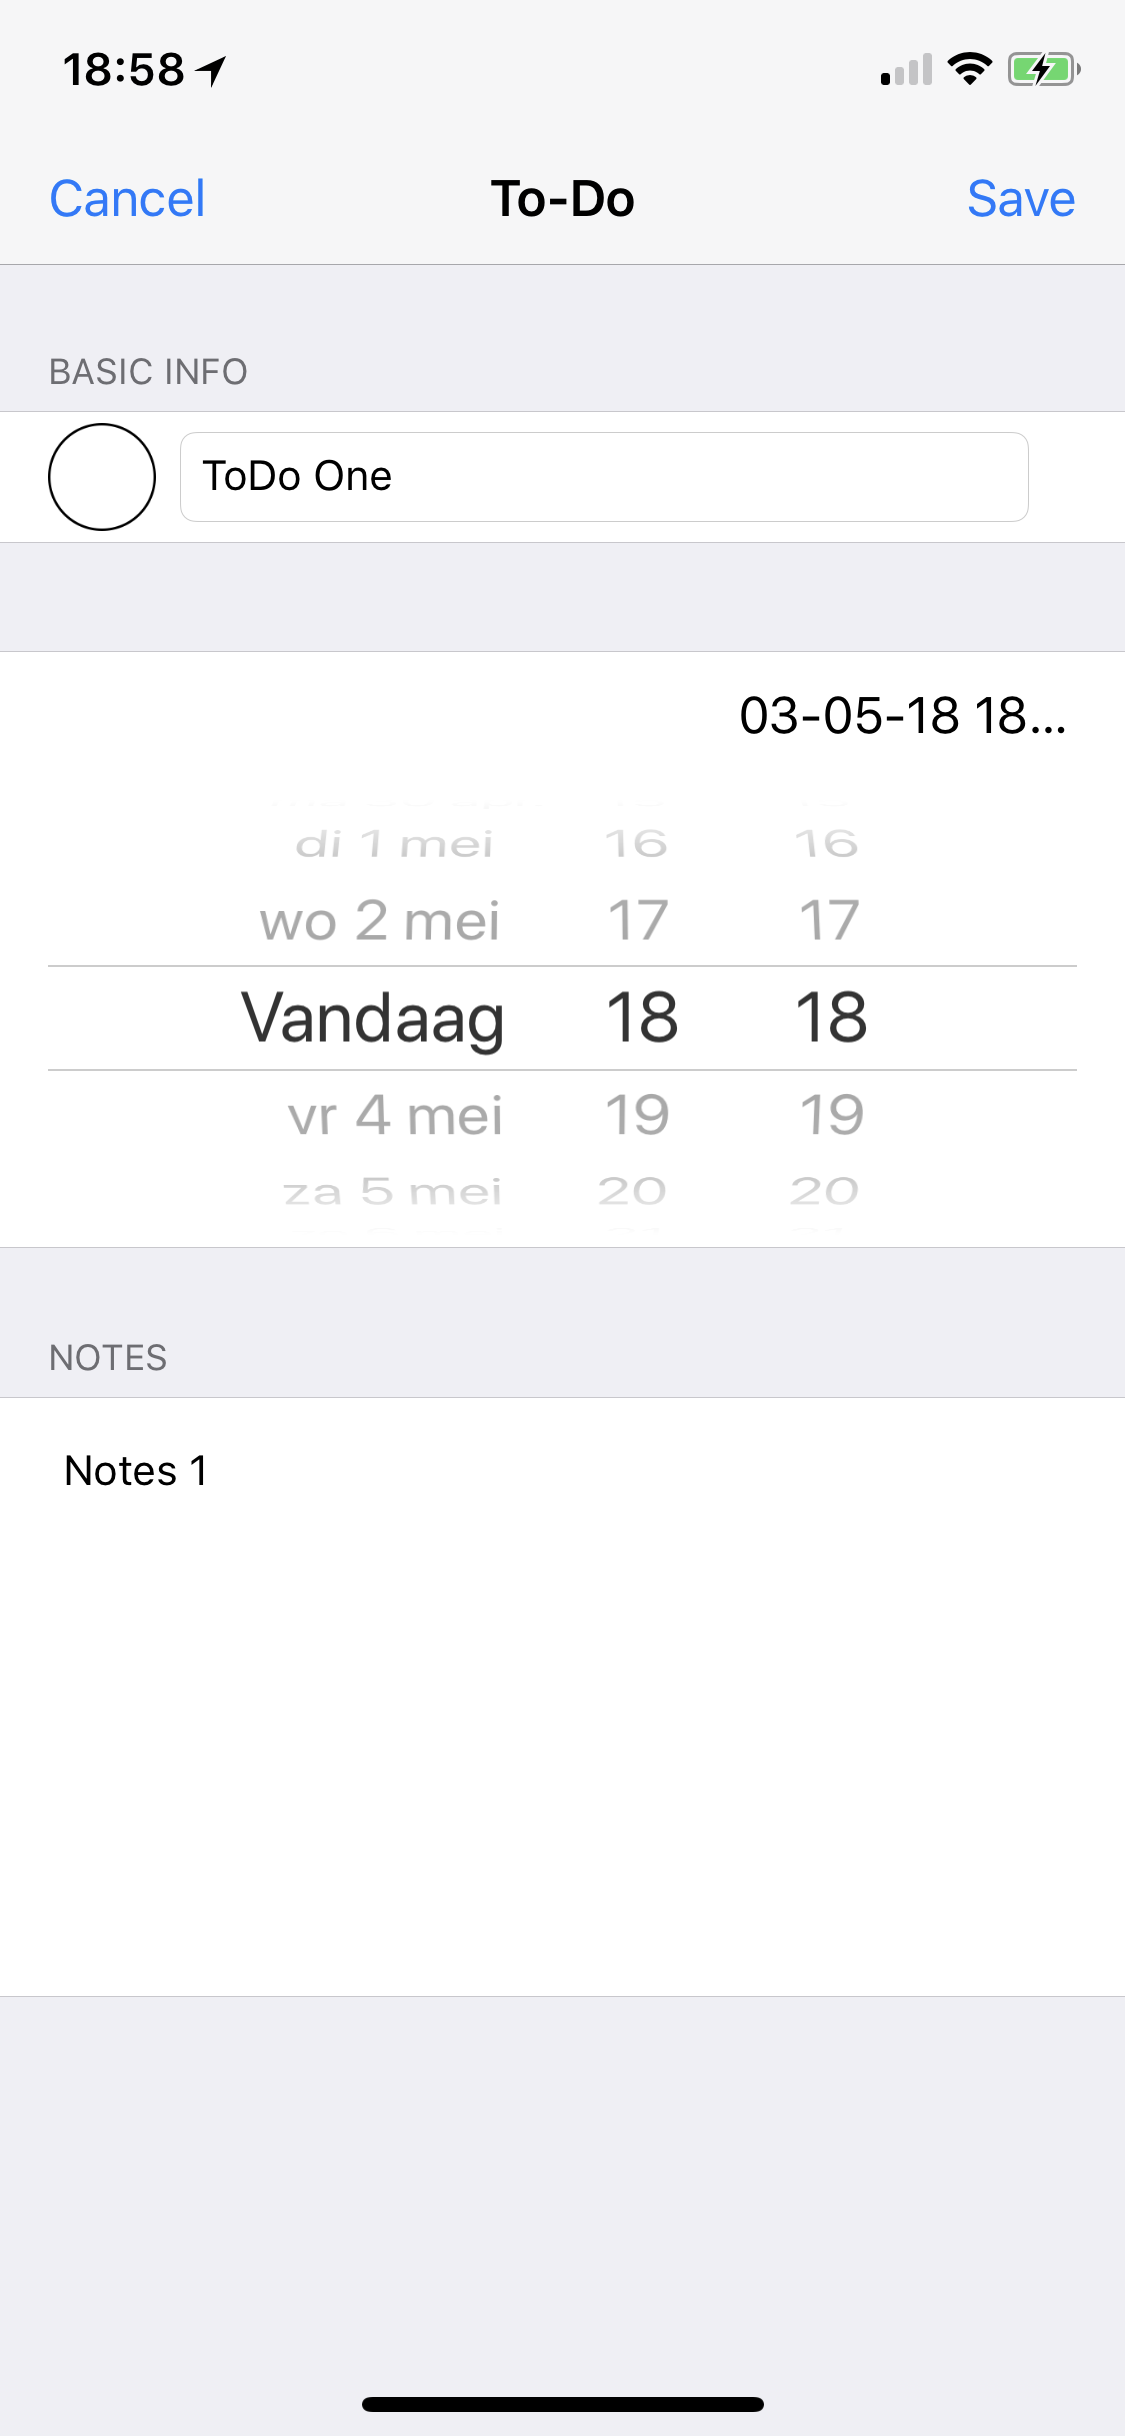 18:58
Cancel To-Do Save
BASIC INFO
ToDo One
03-05-18 18...
di 1 mei 16 16
wo 2 mei 17 17
Vandaag 18 18
vr 4 mei 19 19
za 5 mei 20 20
NOTES
Notes 1